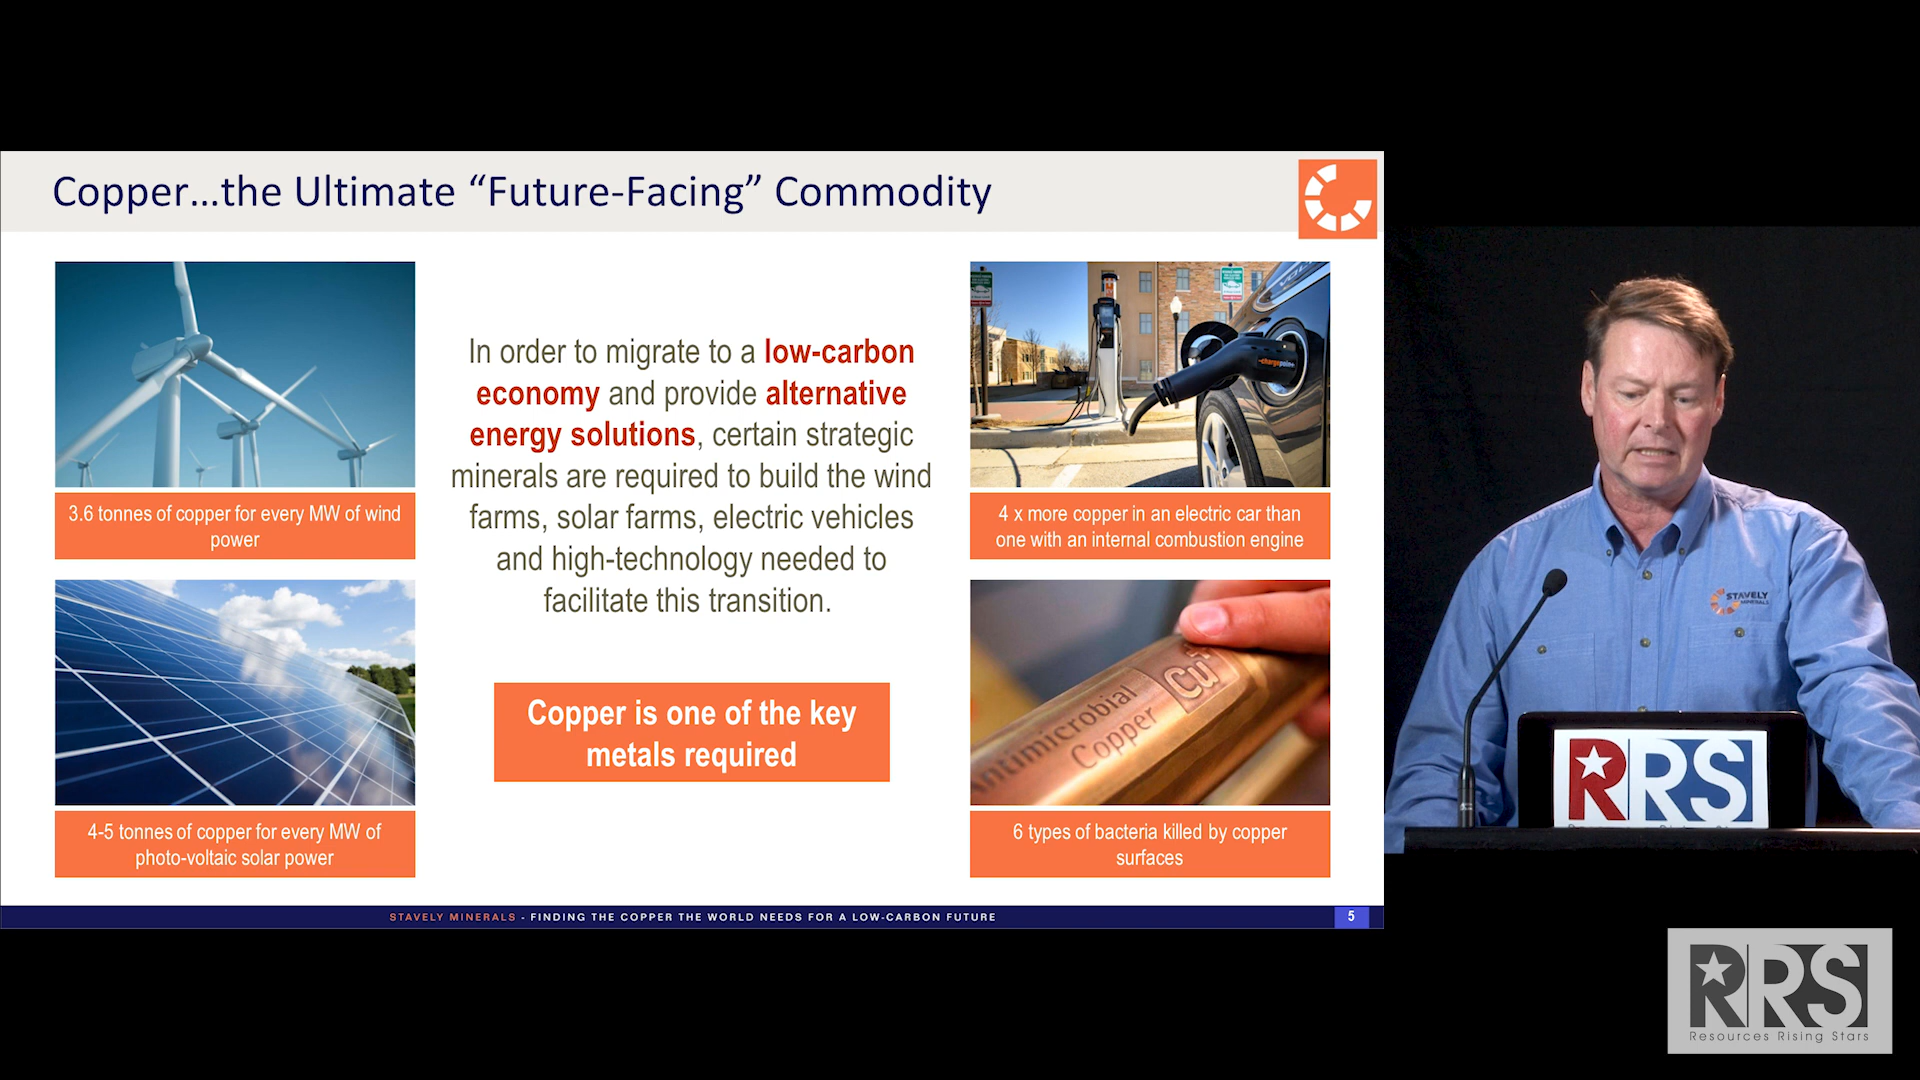 Copper...the Ultimate “Future-Facing” Commodity
3.6 tonnes of copper for every MW of wind
power
4-5 tonnes of copper for every MW of
photo-voltaic solar power
In order to migrate to a low-carbon
economy and provide alternative
energy solutions, certain strategic
minerals are required to build the wind
farms, solar farms, electric vehicles
and high-technology needed to
facilitate this transition.
Copper is one of the key
metals required
-chargepoin+
4 x more copper in an electric car than
one with an internal combustion engine
Antimicrobial
Copper
Cu+
6 types of bacteria killed by copper
surfaces
STAVELY MINERALS - FINDING THE COPPER THE WORLD NEEDS FOR A LOW-CARBON FUTURE
5
STAVELY
MINERALS
RRS
RRS
Resources Rising Stars